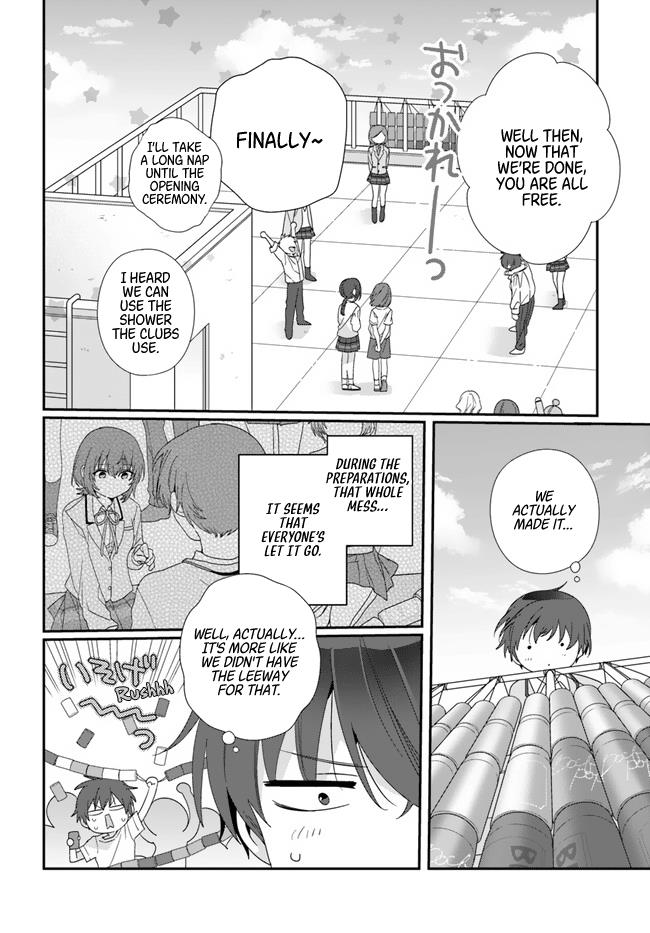 WELL THEN,
NOW THAT
WE'RE DONE,
YOU ARE ALL
FREE.
おつかれーっ
FINALLY~
I'LL TAKE
A LONG NAP
UNTIL THE
OPENING
CEREMONY.
I HEARD
WE CAN
USE THE
SHOWER
THE CLUBS
USE.
WE
ACTUALLY
MADE IT...
DURING THE
PREPARATIONS,
THAT WHOLE
MESS...
IT SEEMS
THAT
EVERYONE'S
LET IT GO.
WELL, ACTUALLY...
IT'S MORE LIKE
WE DIDN'T HAVE
THE LEEWAY
FOR THAT.
いそげ
Rushhh